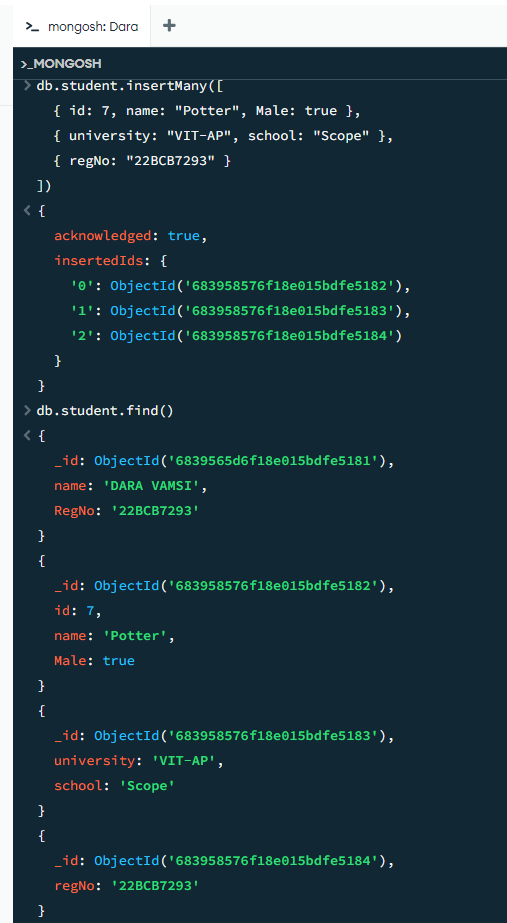 >_ mongosh: Dara +
>_MONGOSH
> db.student.insertMany([
{ id: 7, name: "Potter", Male: true },
{ university: "VIT-AP", school: "Scope" },
{ regNo: "22BCB7293" }
])
< {
acknowledged: true,
insertedIds: {
'0': ObjectId('683958576f18e015bdfe5182'),
'1': ObjectId('683958576f18e015bdfe5183'),
'2': ObjectId('683958576f18e015bdfe5184')
}
}
> db.student.find()
< {
_id: ObjectId('6839565d6f18e015bdfe5181'),
name: 'DARA VAMSI',
RegNo: '22BCB7293'
}
{
_id: ObjectId('683958576f18e015bdfe5182'),
id: 7,
name: 'Potter',
Male: true
}
{
_id: ObjectId('683958576f18e015bdfe5183'),
university: 'VIT-AP',
school: 'Scope'
}
{
_id: ObjectId('683958576f18e015bdfe5184'),
regNo: '22BCB7293'
}